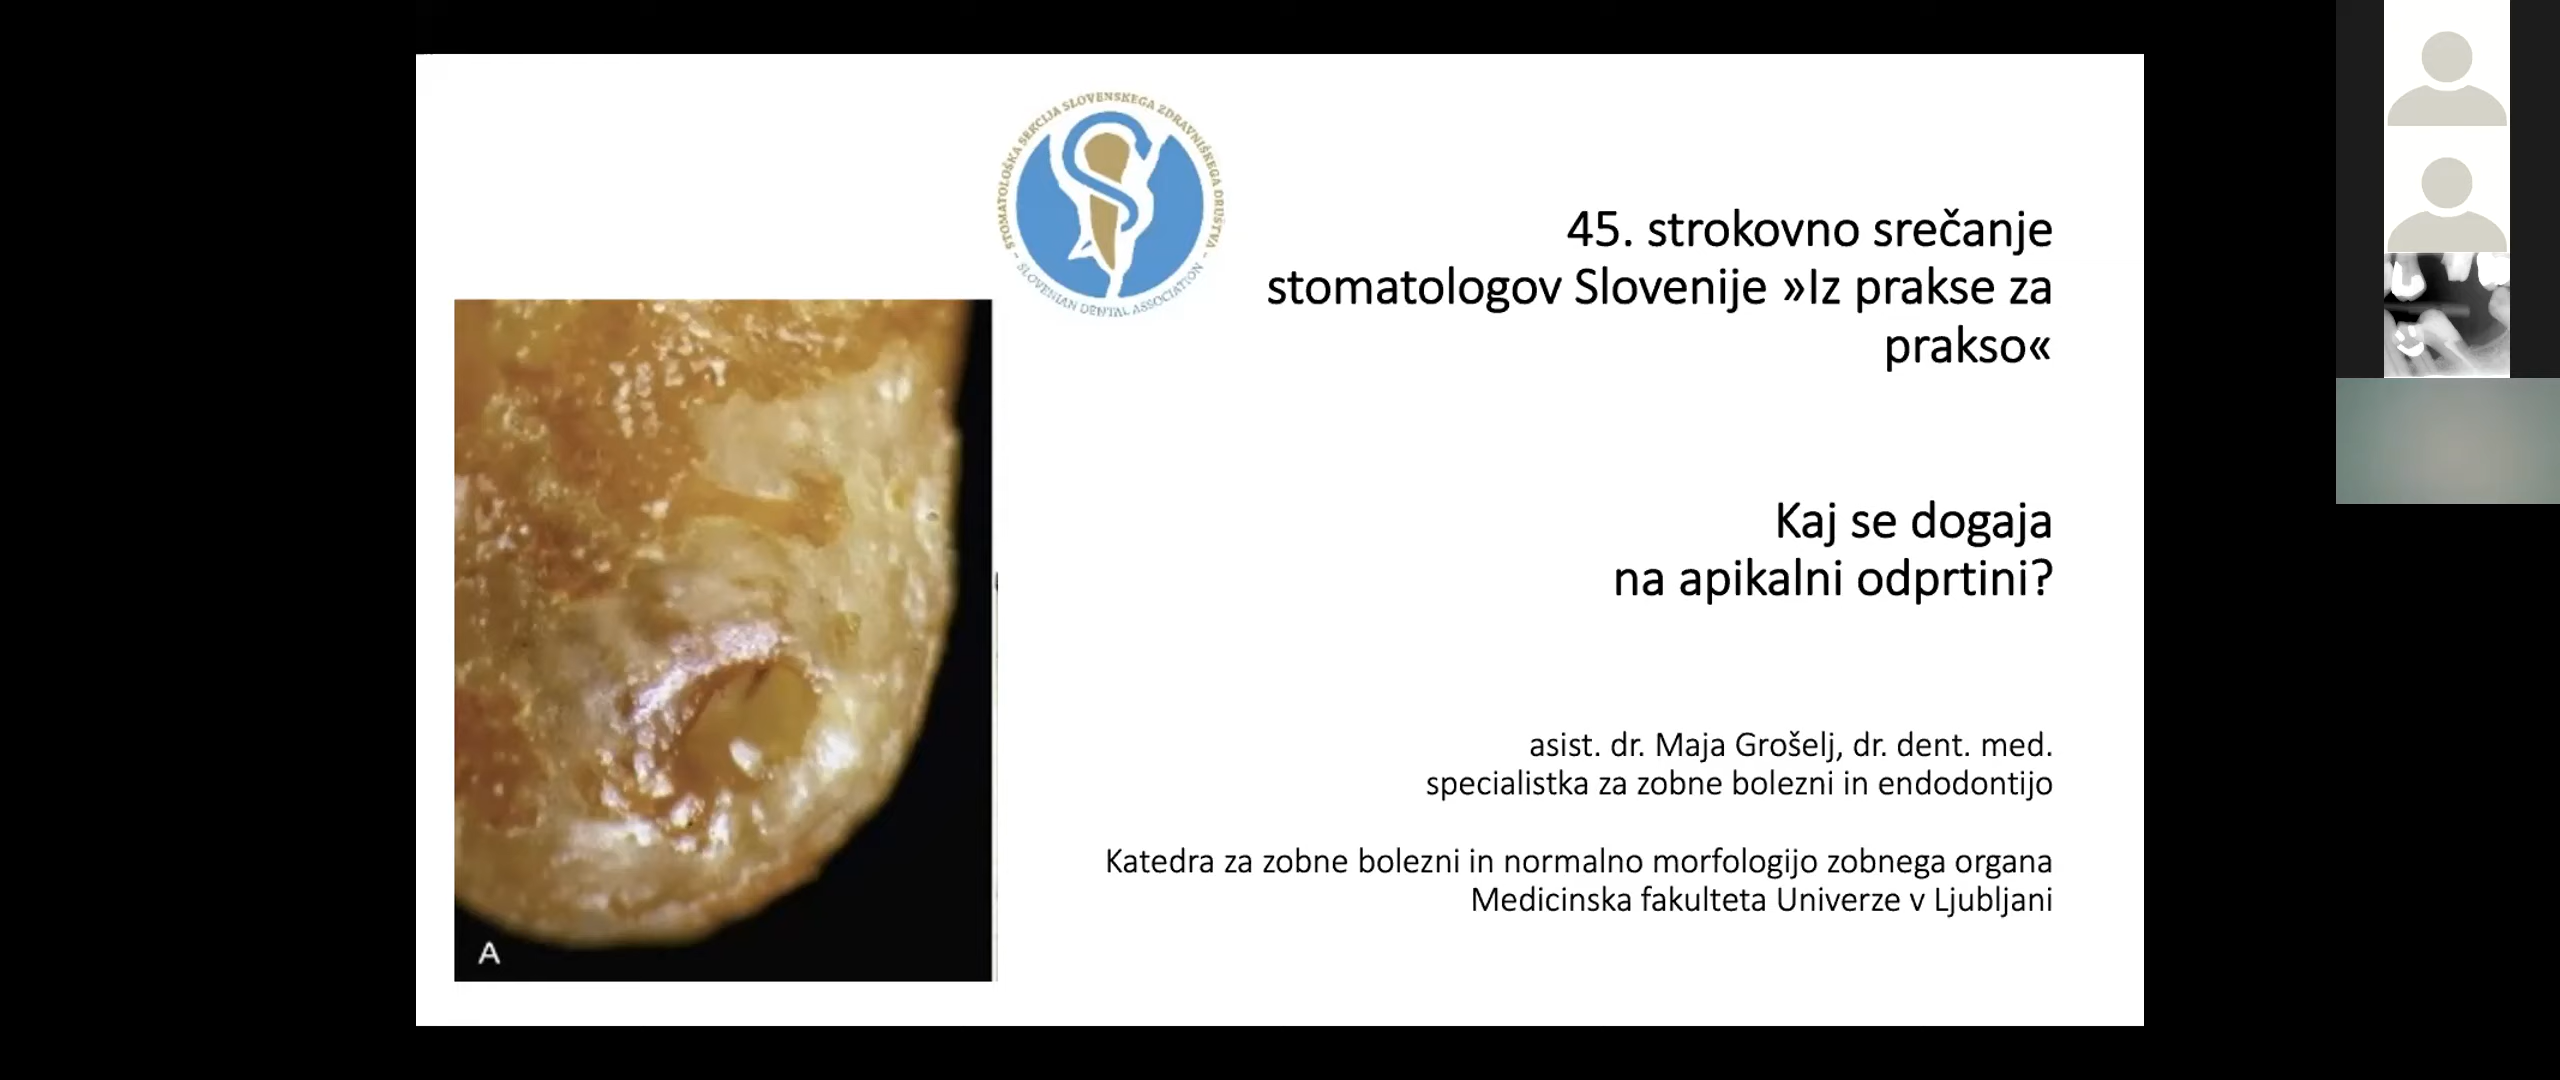 STOMATOLOŠKA SEKCIJA SLOVENSKEGA ZDRAVNIŠKEGA DRUŠTVA
- SLOVENIAN DENTAL ASSOCIATION -
45. strokovno srečanje
stomatologov Slovenije »Iz prakse za
prakso«
Kaj se dogaja
na apikalni odprtini?
asist. dr. Maja Grošelj, dr. dent. med.
specialistka za zobne bolezni in endodontijo
Katedra za zobne bolezni in normalno morfologijo zobnega organa
Medicinska fakulteta Univerze v Ljubljani
A